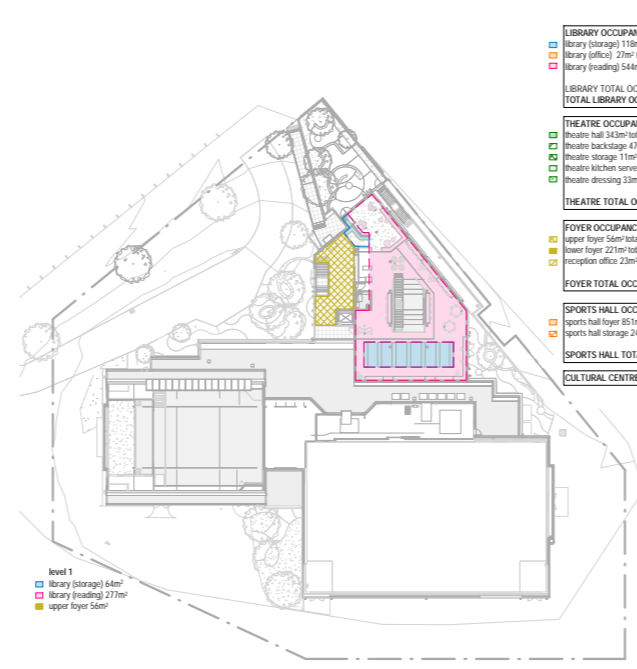 LIBRARY OCCUPAN
library (storage) 118m
library (office) 27m²
library (reading) 544m
LIBRARY TOTAL OC
TOTAL LIBRARY OC
THEATRE OCCUPAN
theatre hall 343m² tot
theatre backstage 47
theatre storage 11m²
theatre kitchen serve
theatre dressing 33m
THEATRE TOTAL O
FOYER OCCUPANC
upper foyer 56m² tota
lower foyer 221m² tot
reception office 23m²
FOYER TOTAL OCC
SPORTS HALL OCC
sports hall foyer 851m
sports hall storage 24
SPORTS HALL TOTA
CULTURAL CENTRE
level 1
library (storage) 64m²
library (reading) 277m²
upper foyer 56m²